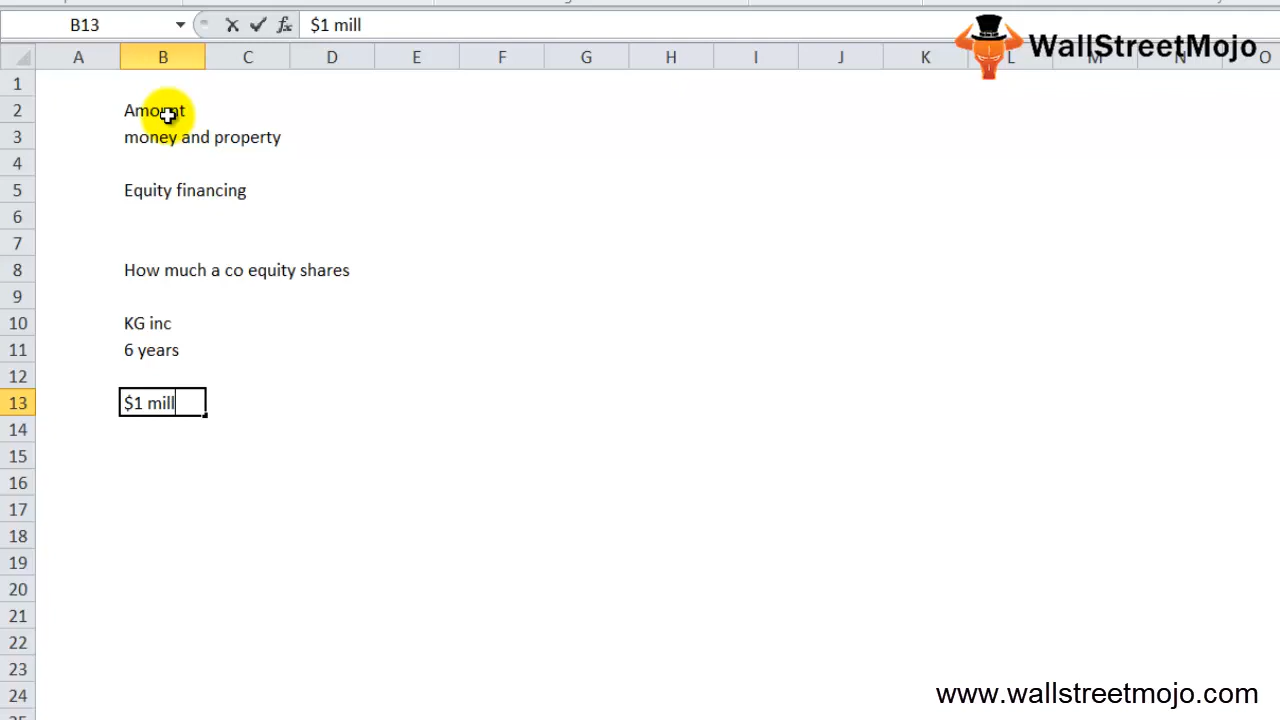 B13 fx $1 mill
WallStreetMojo
A B C D E F G H I J K L M N O
1
2 Amount
3 money and property
4
5 Equity financing
6
7
8 How much a co equity shares
9
10 KG inc
11 6 years
12
13 $1 mill
14
15
16
17
18
19
20
21
22
23
24
www.wallstreetmojo.com